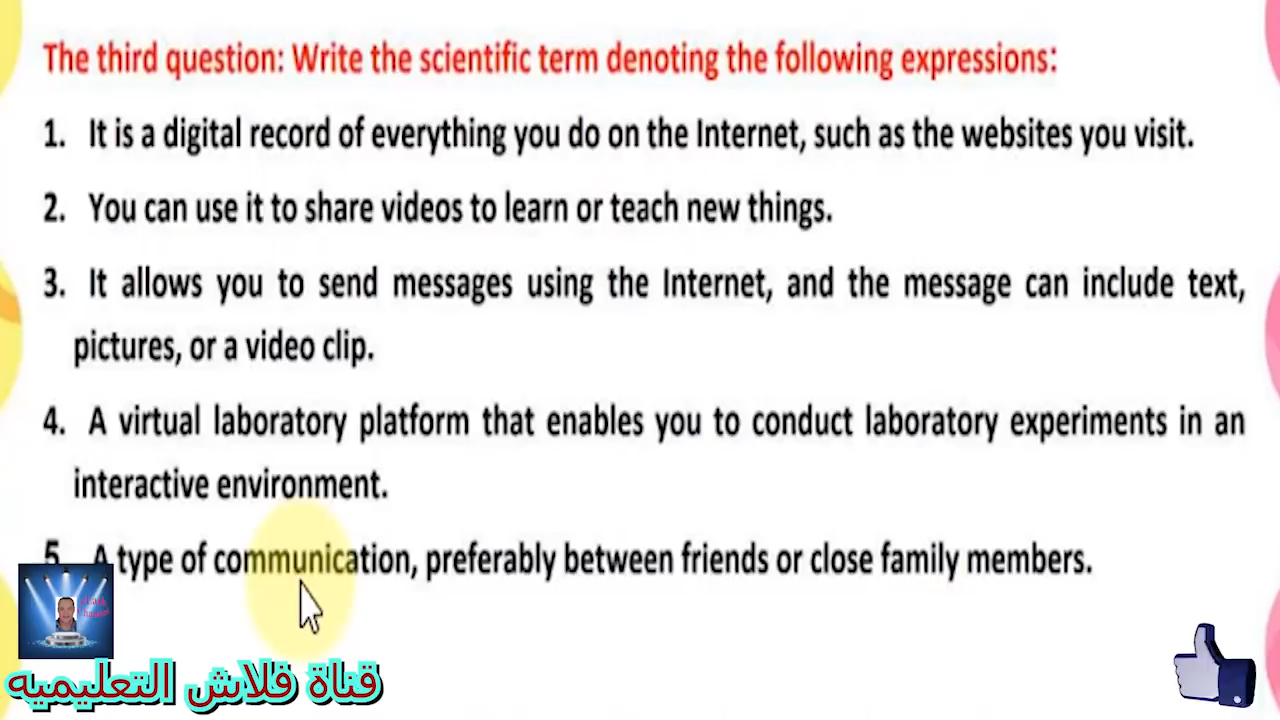 The third question: Write the scientific term denoting the following expressions:
1. It is a digital record of everything you do on the Internet, such as the websites you visit.
2. You can use it to share videos to learn or teach new things.
3. It allows you to send messages using the Internet, and the message can include text,
pictures, or a video clip.
4. A virtual laboratory platform that enables you to conduct laboratory experiments in an
interactive environment.
5. A type of communication, preferably between friends or close family members.
قناة فلاش التعليميه